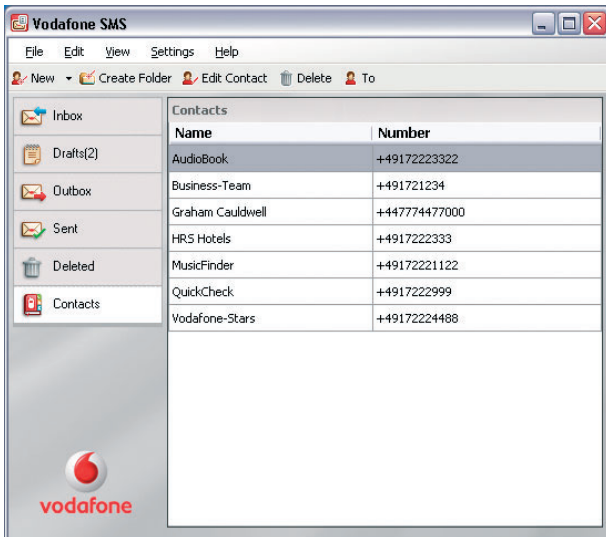 Vodafone SMS
File Edit View Settings Help
New Create Folder Edit Contact Delete To
Inbox
Drafts(2)
Outbox
Sent
Deleted
Contacts
vodafone
Contacts
Name Number
AudioBook +49172223322
Business-Team +491721234
Graham Cauldwell +447774477000
HRS Hotels +4917222333
MusicFinder +49172221122
QuickCheck +4917222999
Vodafone-Stars +49172224488